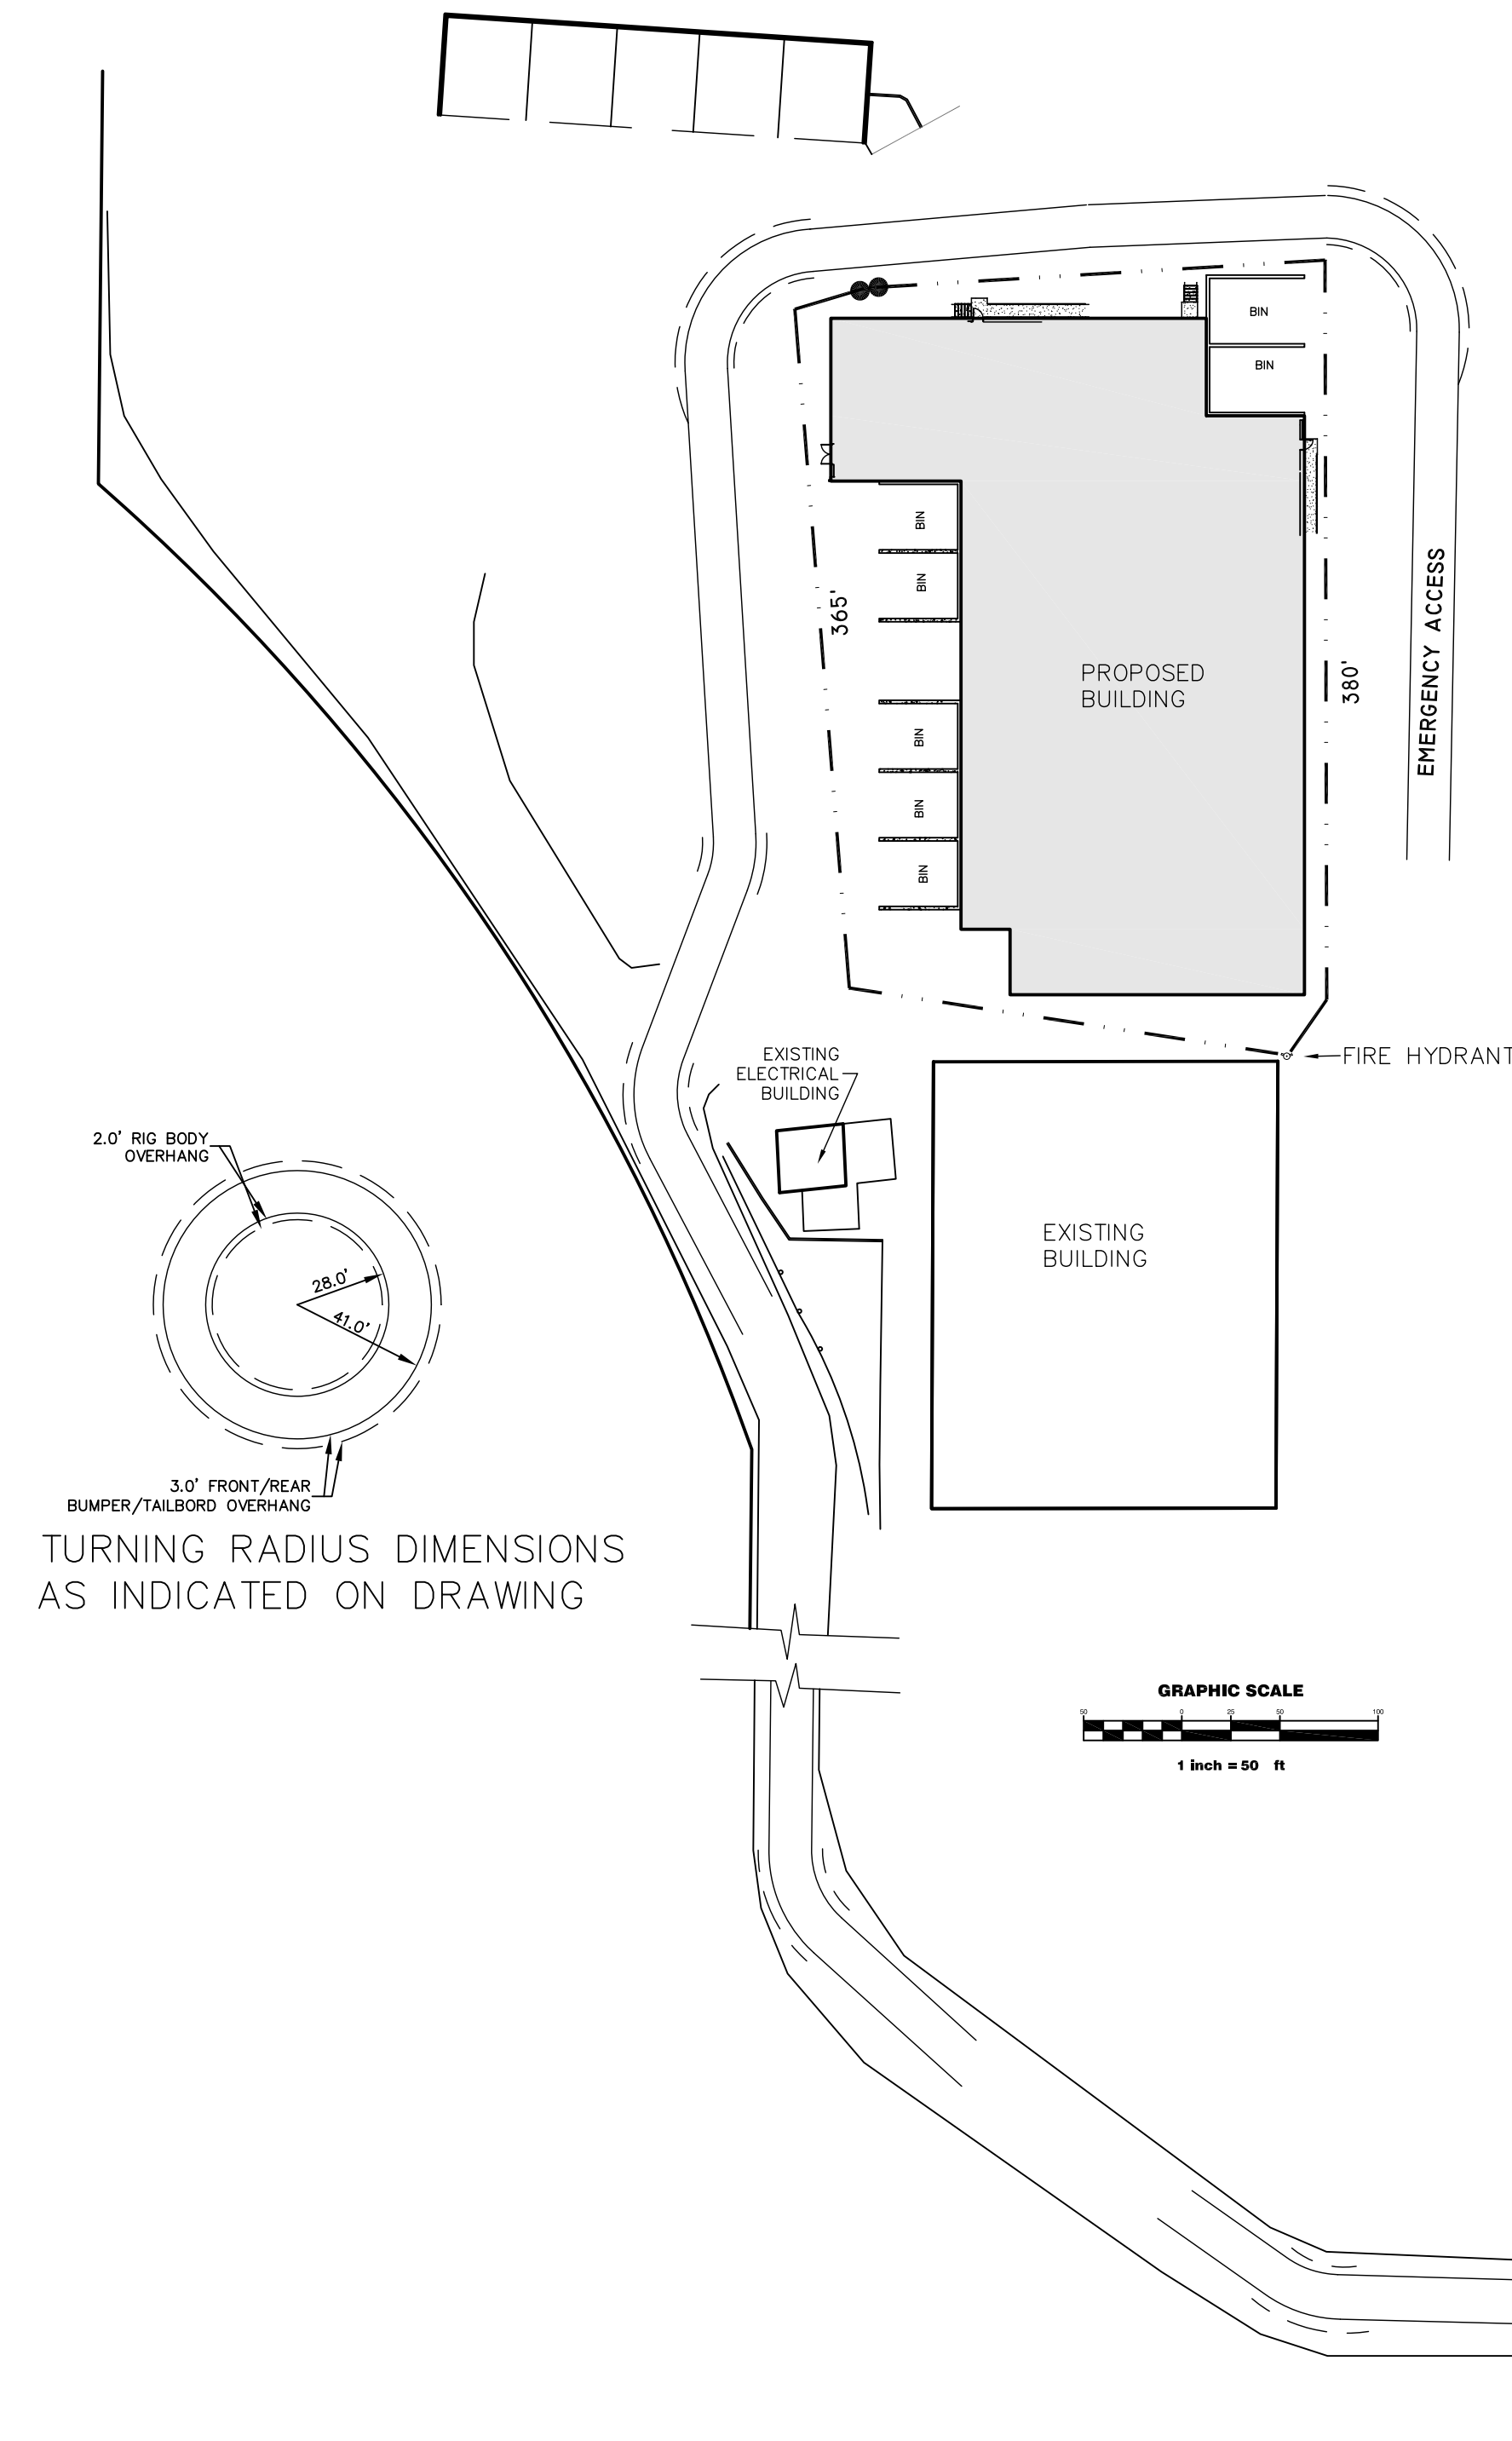 BIN
BIN
BIN
BIN
365'
EMERGENCY ACCESS
PROPOSED
BUILDING
380'
BIN
BIN
BIN
EXISTING
ELECTRICAL
BUILDING
FIRE HYDRANT
2.0' RIG BODY
OVERHANG
EXISTING
BUILDING
28.0'
41.0'
3.0' FRONT/REAR
BUMPER/TAILBORD OVERHANG
TURNING RADIUS DIMENSIONS
AS INDICATED ON DRAWING
GRAPHIC SCALE
50 0 25 50 100
1 inch = 50 ft